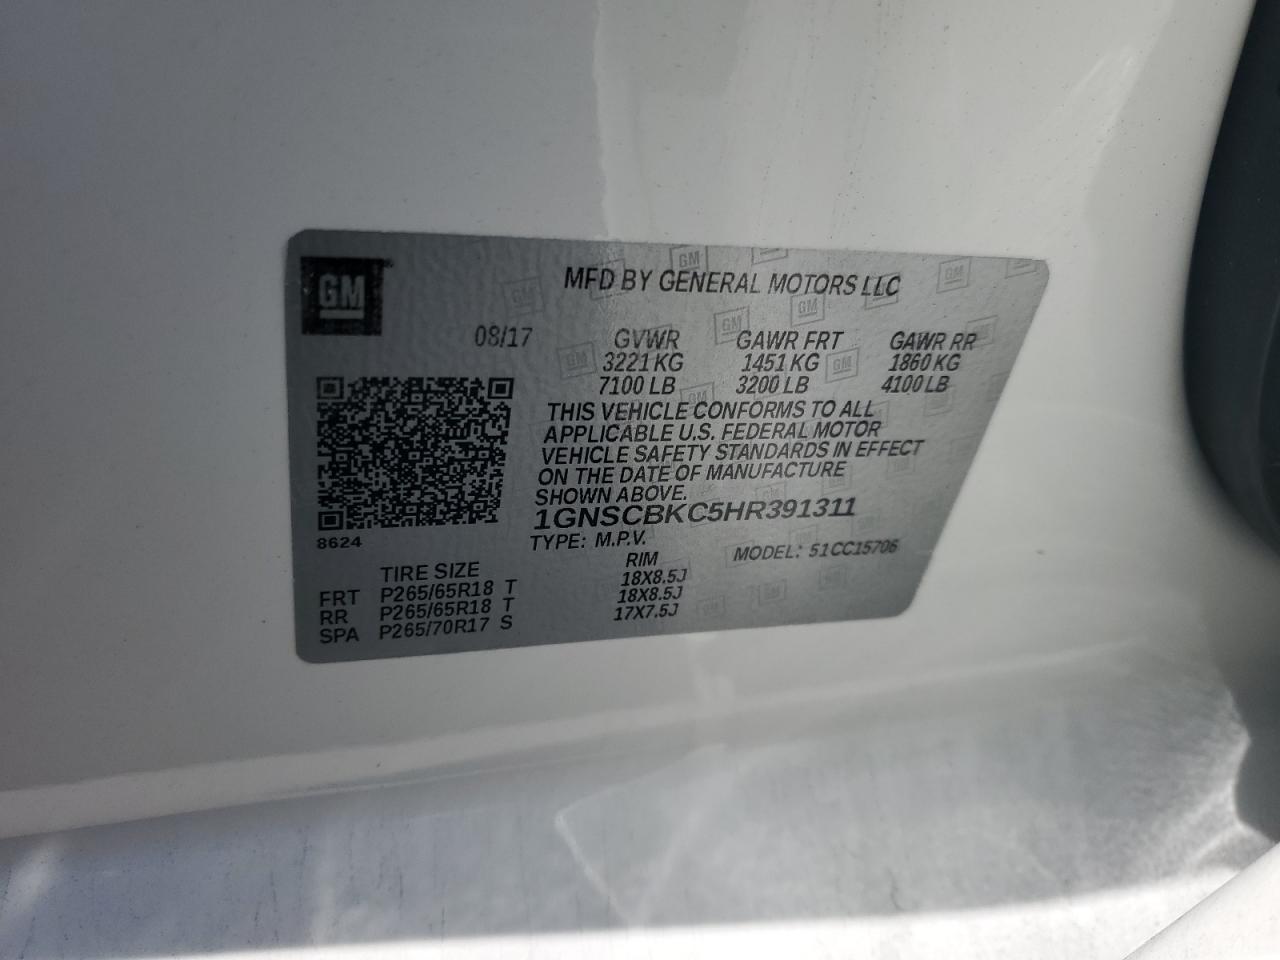 GM
MFD BY GENERAL MOTORS LLC
08/17 GVWR GAWR FRT GAWR RR
3221 KG 1451 KG 1860 KG
7100 LB 3200 LB 4100 LB
THIS VEHICLE CONFORMS TO ALL
APPLICABLE U.S. FEDERAL MOTOR
VEHICLE SAFETY STANDARDS IN EFFECT
ON THE DATE OF MANUFACTURE
SHOWN ABOVE.
1GNSCBKC5HR391311
8624
TYPE: M.P.V. MODEL: 51CC15706
TIRE SIZE RIM
FRT P265/65R18 T 18X8.5J
RR P265/65R18 T 18X8.5J
SPA P265/70R17 S 17X7.5J